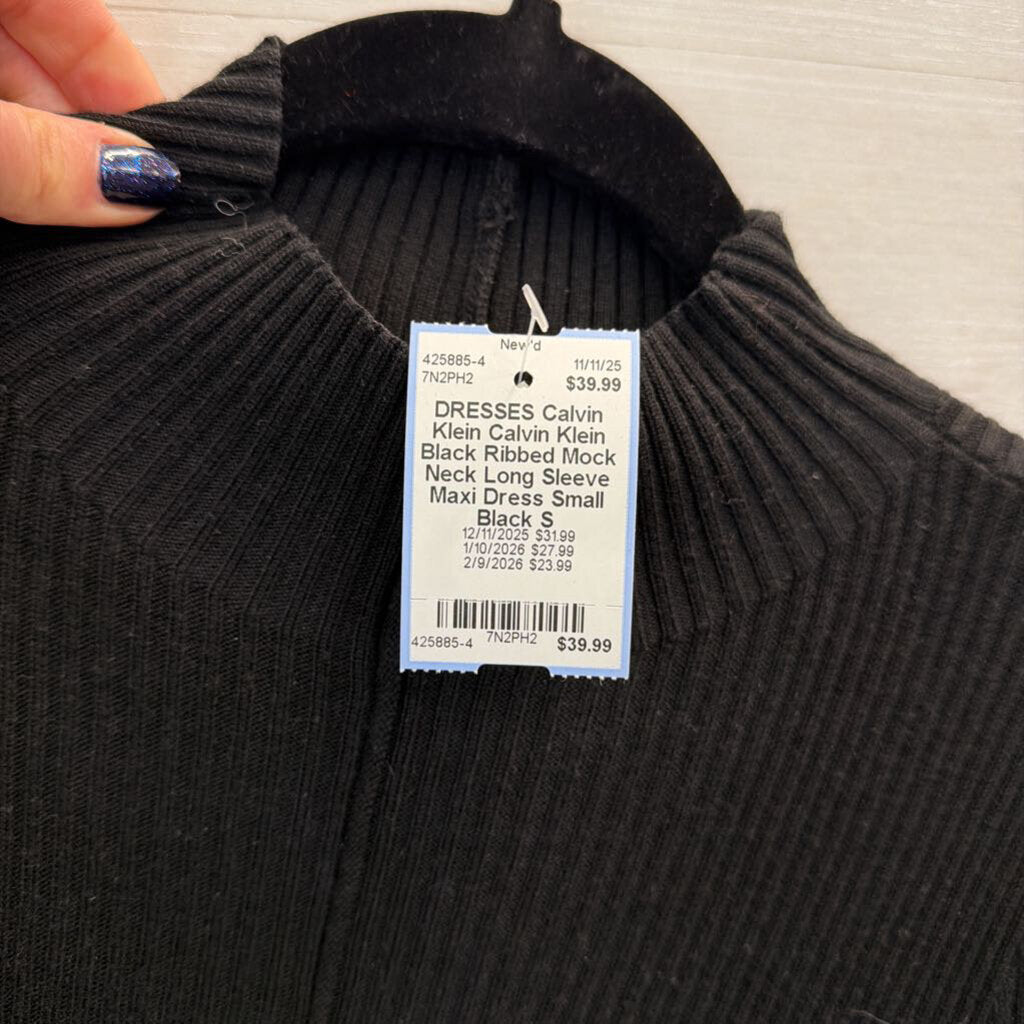 New'd
425885-4 11/11/25
7N2PH2 $39.99
DRESSES Calvin
Klein Calvin Klein
Black Ribbed Mock
Neck Long Sleeve
Maxi Dress Small
Black S
12/11/2025 $31.99
1/10/2026 $27.99
2/9/2026 $23.99
425885-4 7N2PH2 $39.99